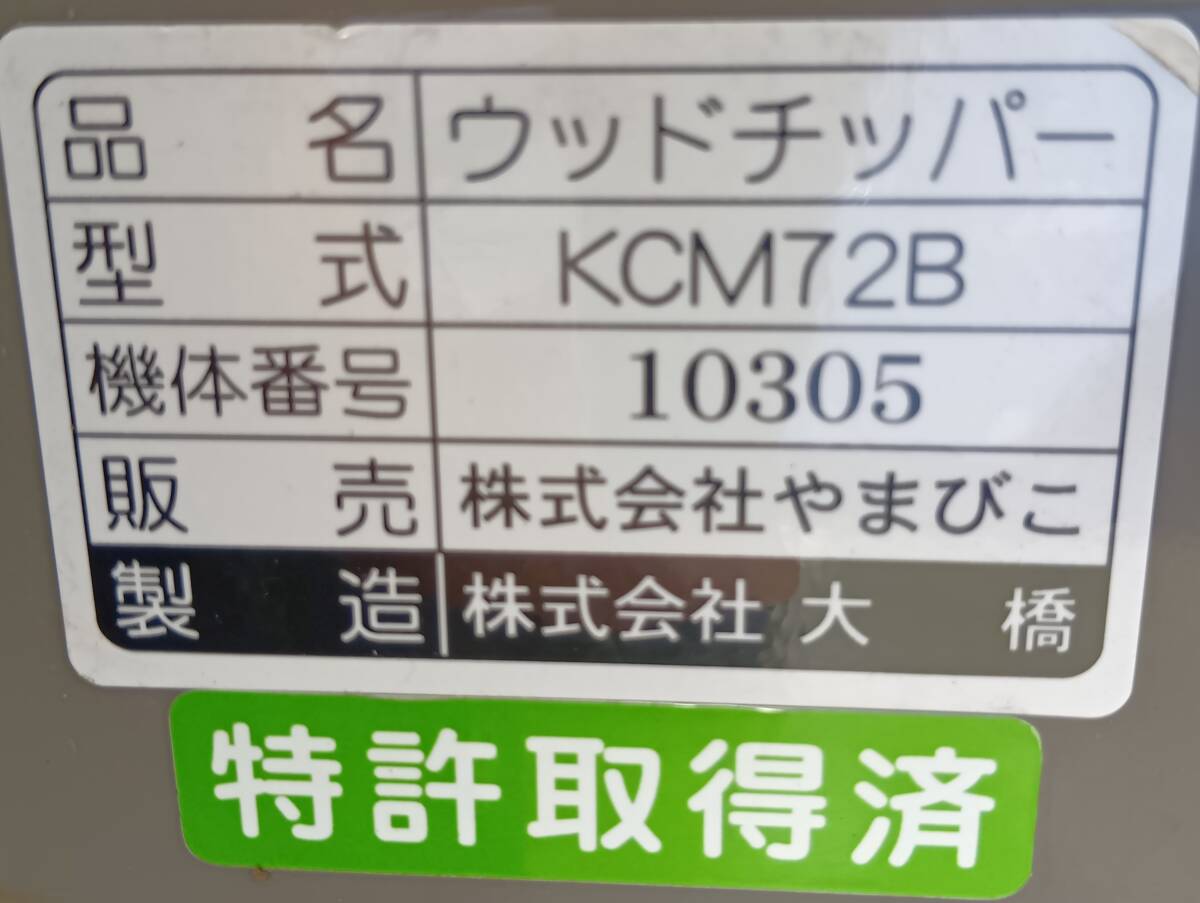 品名 ウッドチッパー
型式 KCM72B
機体番号 10305
販売 株式会社やまびこ
製造 株式会社大橋
特許取得済